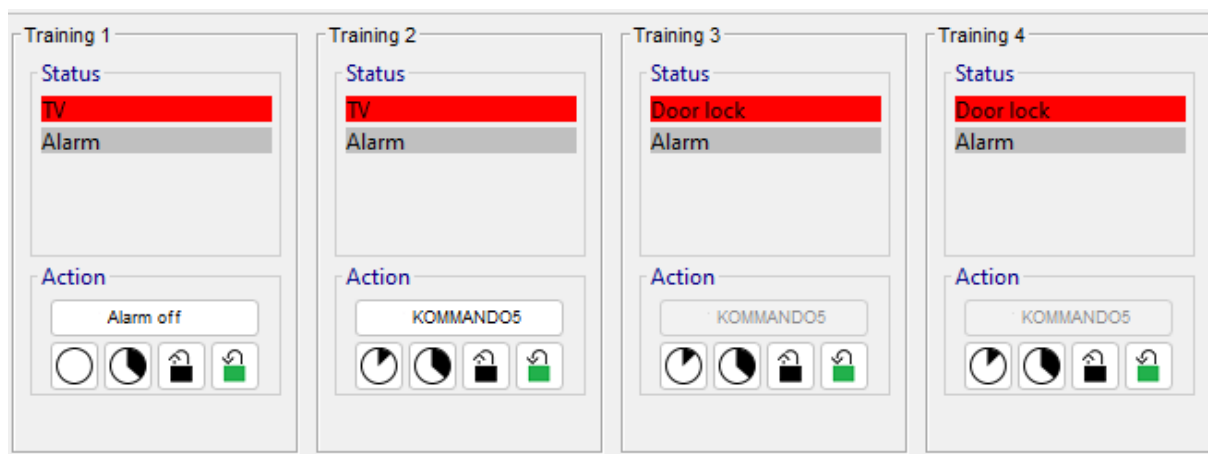 Training 1
Status
TV
Alarm
Action
Alarm off
Training 2
Status
TV
Alarm
Action
KOMMANDO5
Training 3
Status
Door lock
Alarm
Action
KOMMANDO5
Training 4
Status
Door lock
Alarm
Action
KOMMANDO5